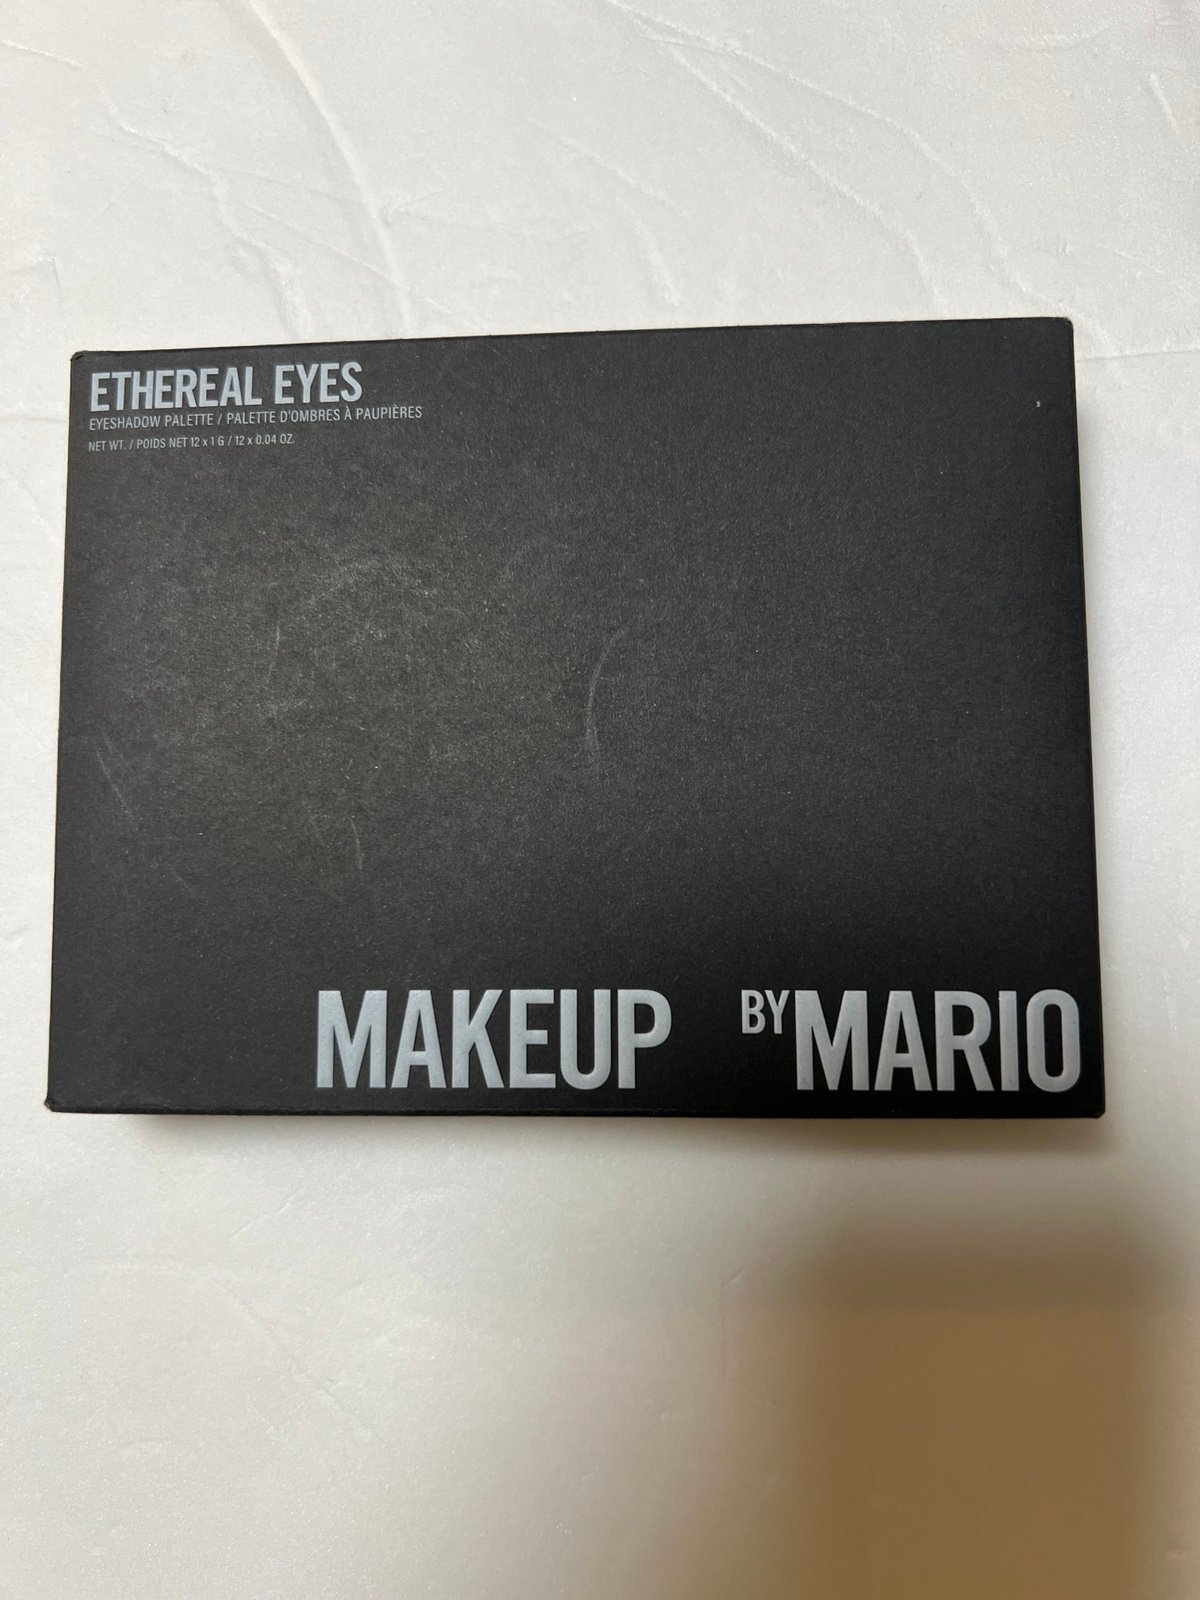 ETHEREAL EYES
EYESHADOW PALETTE / PALETTE D'OMBRES À PAUPIÈRES
NET WT. / POIDS NET 12 x 1 G / 12 x 0.04 OZ.
MAKEUP BY MARIO